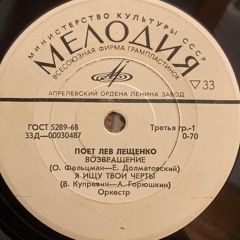 МИНИСТЕРСТВО КУЛЬТУРЫ СССР
МЕЛОДИЯ
ВСЕСОЮЗНАЯ ФИРМА ГРАМПЛАСТИНОК
▽33
АПРЕЛЕВСКИЙ ОРДЕНА ЛЕНИНА ЗАВОД
ГОСТ 5289-68
Третья гр.-1
33Д—00030487
0-70
ПОЕТ ЛЕВ ЛЕЩЕНКО
ВОЗВРАЩЕНИЕ
(О. Фельцман—Е. Долматовский)
Я ИЩУ ТВОИ ЧЕРТЫ
(В. Купревич—А. Горюшкин)
Оркестр